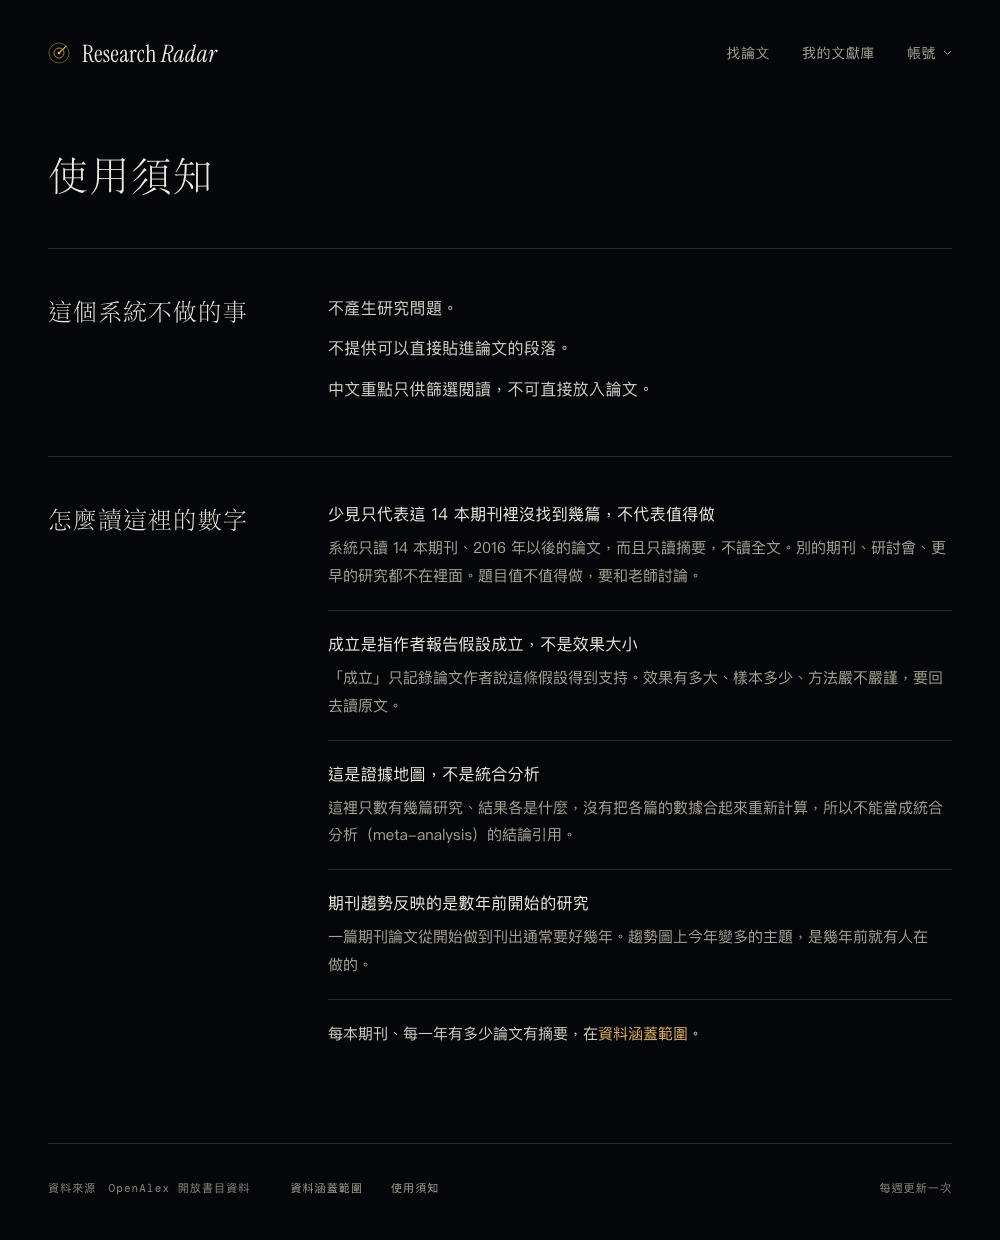 Research Radar
找論文
我的文獻庫
帳號
使用須知
這個系統不做的事
不產生研究問題。
不提供可以直接貼進論文的段落。
中文重點只供篩選閱讀，不可直接放入論文。
怎麼讀這裡的數字
少見只代表這 14 本期刊裡沒找到幾篇，不代表值得做
系統只讀 14 本期刊、2016 年以後的論文，而且只讀摘要，不讀全文。別的期刊、研討會、更
早的研究都不在裡面。題目值不值得做，要和老師討論。
成立是指作者報告假設成立，不是效果大小
「成立」只記錄論文作者說這條假設得到支持。效果有多大、樣本多少、方法嚴不嚴謹，要回
去讀原文。
這是證據地圖，不是統合分析
這裡只數有幾篇研究、結果各是什麼，沒有把各篇的數據合起來重新計算，所以不能當成統合
分析（meta-analysis）的結論引用。
期刊趨勢反映的是數年前開始的研究
一篇期刊論文從開始做到刊出通常要好幾年。趨勢圖上今年變多的主題，是幾年前就有人在
做的。
每本期刊、每一年有多少論文有摘要，在資料涵蓋範圍。
資料來源 OpenAlex 開放書目資料
資料涵蓋範圍
使用須知
每週更新一次